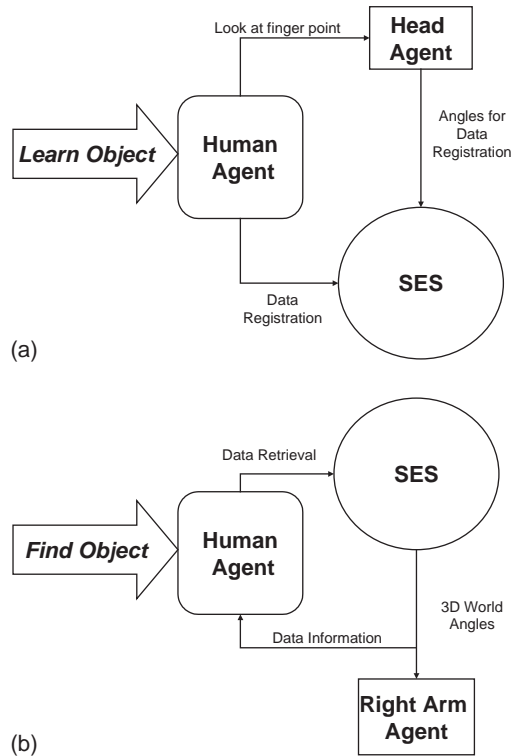 Look at finger point
Head
Agent
Learn Object
Human
Agent
Angles for
Data
Registration
SES
Data
Registration
(a)
Data Retrieval
SES
Find Object
Human
Agent
3D World
Angles
Data Information
Right Arm
Agent
(b)